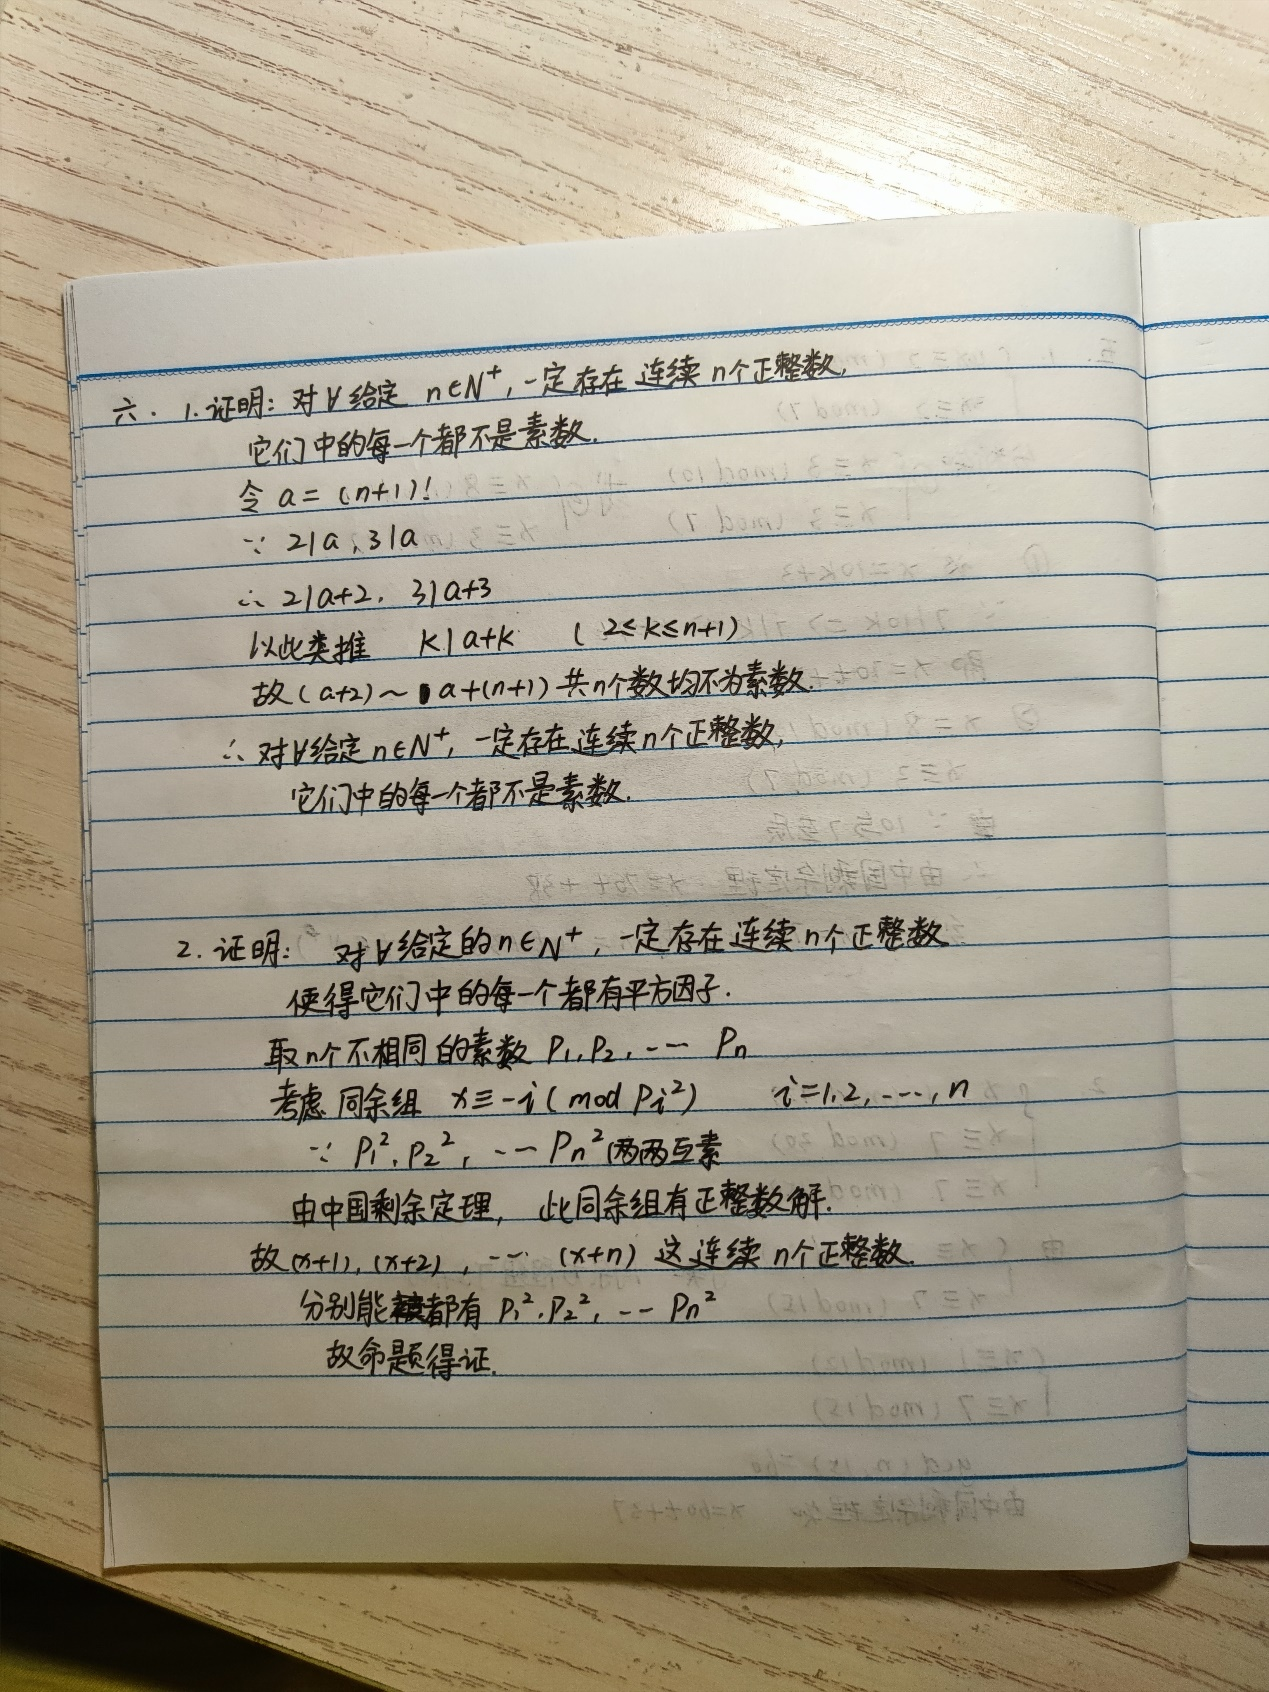 六. 1.证明: 对∀给定 n∈N⁺, 一定存在连续n个正整数,
它们中的每一个都不是素数.
令 a=(n+1)!
∵ 2|a, 3|a
∴ 2|a+2, 3|a+3
以此类推 k|a+k (2≤k≤n+1)
故(a+2)~a+(n+1)共n个数均不为素数.
∴对∀给定n∈N⁺, 一定存在连续n个正整数,
它们中的每一个都不是素数.
2. 证明: 对∀给定的n∈N⁺, 一定存在连续n个正整数
使得它们中的每一个都有平方因子.
取n个不相同的素数 P₁, P₂, … Pn
考虑同余组 x≡-i(mod Pi²) i=1,2,…,n
∵ P₁², P₂², … Pn²两两互素
由中国剩余定理, 此同余组有正整数解.
故(x+1), (x+2), … (x+n) 这连续n个正整数.
分别能都有 P₁², P₂², … Pn²
故命题得证.